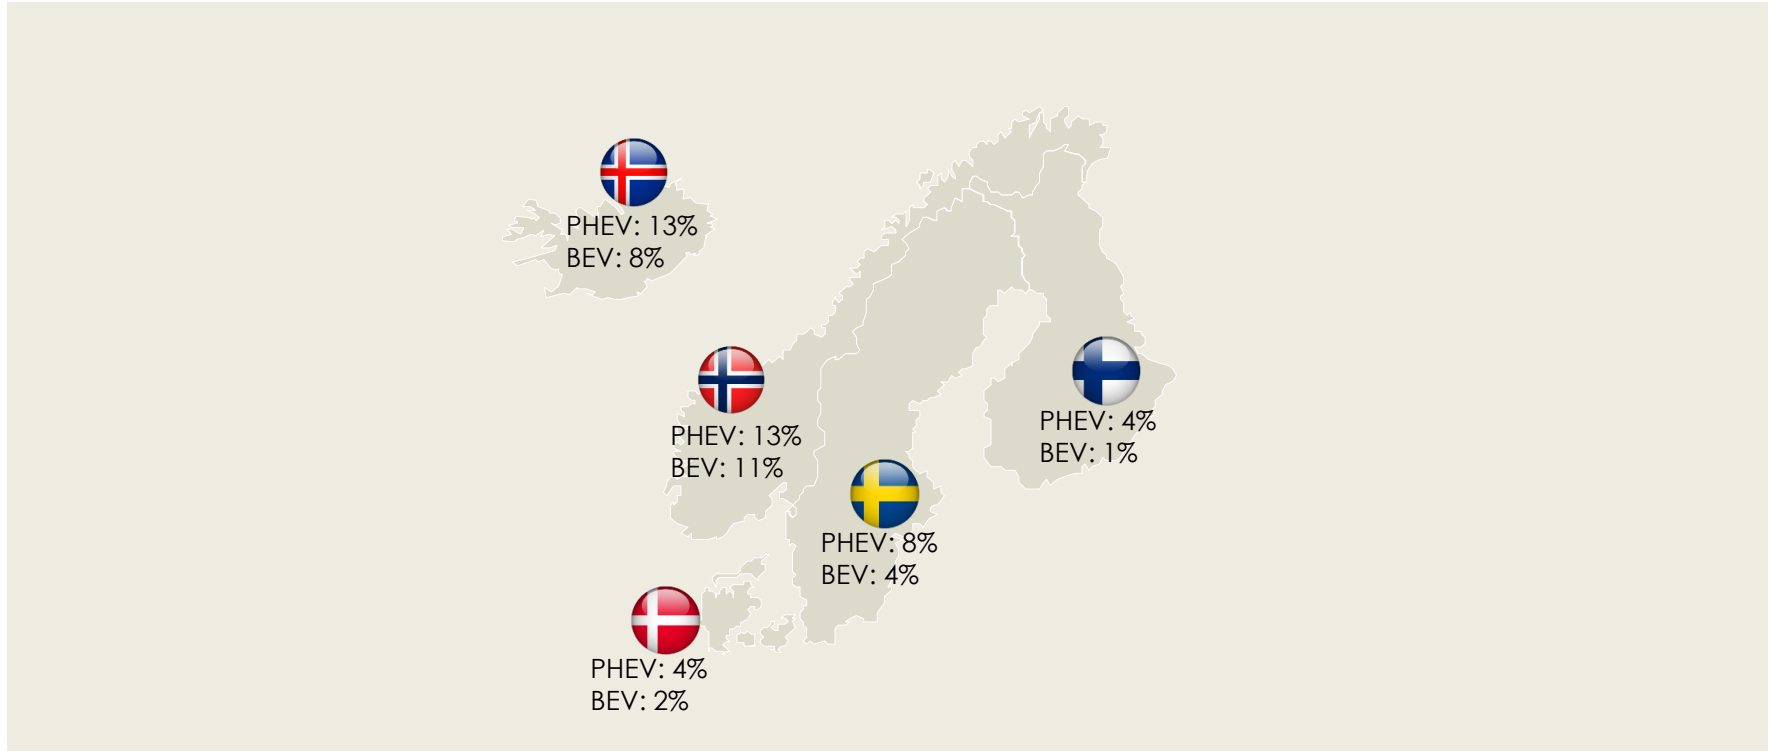 PHEV: 13%
BEV: 8%
PHEV: 13%
BEV: 11%
PHEV: 4%
BEV: 1%
PHEV: 8%
BEV: 4%
PHEV: 4%
BEV: 2%